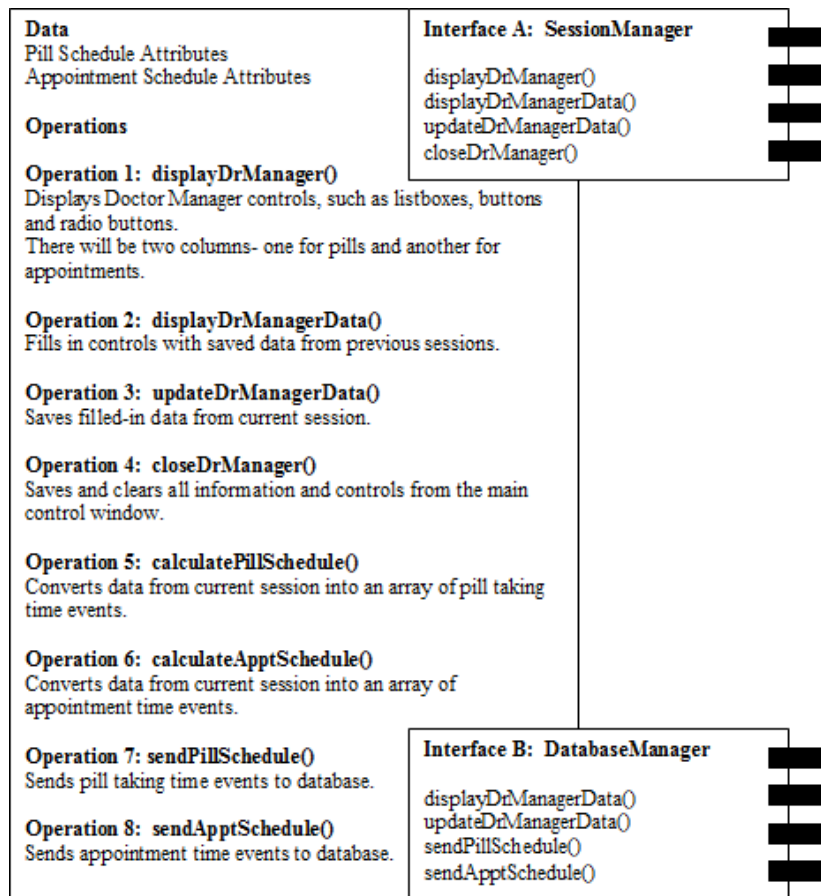 Data
Pill Schedule Attributes
Appointment Schedule Attributes
Operations
Operation 1: displayDrManager()
Displays Doctor Manager controls, such as listboxes, buttons
and radio buttons.
There will be two columns- one for pills and another for
appointments.
Operation 2: displayDrManagerData()
Fills in controls with saved data from previous sessions.
Operation 3: updateDrManagerData()
Saves filled-in data from current session.
Operation 4: closeDrManager()
Saves and clears all information and controls from the main
control window.
Operation 5: calculatePillSchedule()
Converts data from current session into an array of pill taking
time events.
Operation 6: calculateApptSchedule()
Converts data from current session into an array of
appointment time events.
Operation 7: sendPillSchedule()
Sends pill taking time events to database.
Operation 8: sendApptSchedule()
Sends appointment time events to database.
Interface A: SessionManager
displayDrManager()
displayDrManagerData()
updateDrManagerData()
closeDrManager()
Interface B: DatabaseManager
displayDrManagerData()
updateDrManagerData()
sendPillSchedule()
sendApptSchedule()